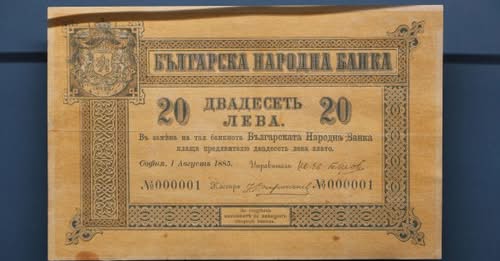 БЪЛГАРСКА НАРОДНА БАНКА
20 ДВАДЕСЕТЬ 20
ЛЕВА.
Въ замѣна на тая банкнота Българската Народна Банка
плаща предявителю двадесеть лева злато.
София, 1 Августъ 1885. Управитель
№000001 Касиеръ №000001